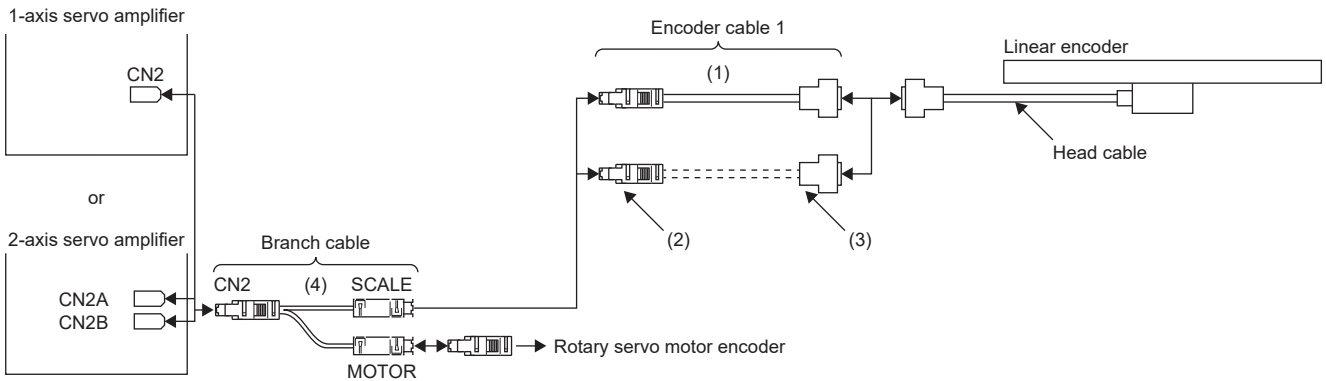 1-axis servo amplifier
CN2
or
2-axis servo amplifier
CN2A
CN2B
Branch cable
CN2
(4)
SCALE
MOTOR
Rotary servo motor encoder
Encoder cable 1
(1)
(2)
(3)
Linear encoder
Head cable